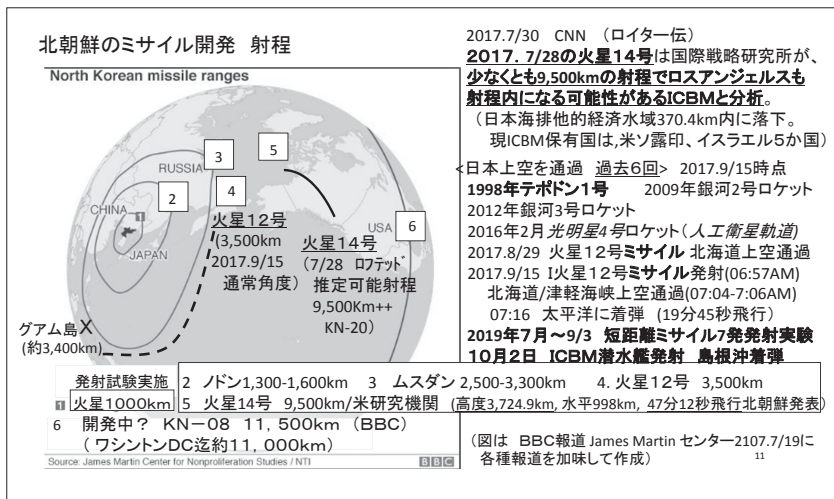 北朝鮮のミサイル開発 射程
North Korean missile ranges
RUSSIA
CHINA
JAPAN
USA
1
2
3
4
5
6
火星12号
(3,500km
2017.9/15
通常角度)
火星14号
(7/28 ロフテッド
推定可能射程
9,500Km++
KN-20)
グアム島X
(約3,400km)
2017.7/30 CNN (ロイター伝)
2017. 7/28の火星14号は国際戦略研究所が、
少なくとも9,500kmの射程でロスアンジェルスも
射程内になる可能性があるICBMと分析。
(日本海排他的経済水域370.4km内に落下。
現ICBM保有国は,米ソ露印、イスラエル5か国)
<日本上空を通過 過去6回> 2017.9/15時点
1998年テポドン1号 2009年銀河2号ロケット
2012年銀河3号ロケット
2016年2月光明星4号ロケット(人工衛星軌道)
2017.8/29 火星12号ミサイル 北海道上空通過
2017.9/15 I火星12号ミサイル発射(06:57AM)
北海道/津軽海峡上空通過(07:04-7:06AM)
07:16 太平洋に着弾 (19分45秒飛行)
2019年7月~9/3 短距離ミサイル7発発射実験
10月2日 ICBM潜水艦発射 島根沖着弾
発射試験実施 2 ノドン1,300-1,600km 3 ムスダン 2,500-3,300km 4. 火星12号 3,500km
1 火星1000km 5 火星14号 9,500km/米研究機関 (高度3,724.9km, 水平998km, 47分12秒飛行北朝鮮発表)
6 開発中? KN-08 11, 500km (BBC)
(ワシントンDC迄約11,000km)
Source: James Martin Center for Nonproliferation Studies / NTI
BBC
(図は BBC報道 James Martin センター2107.7/19に
各種報道を加味して作成)
11